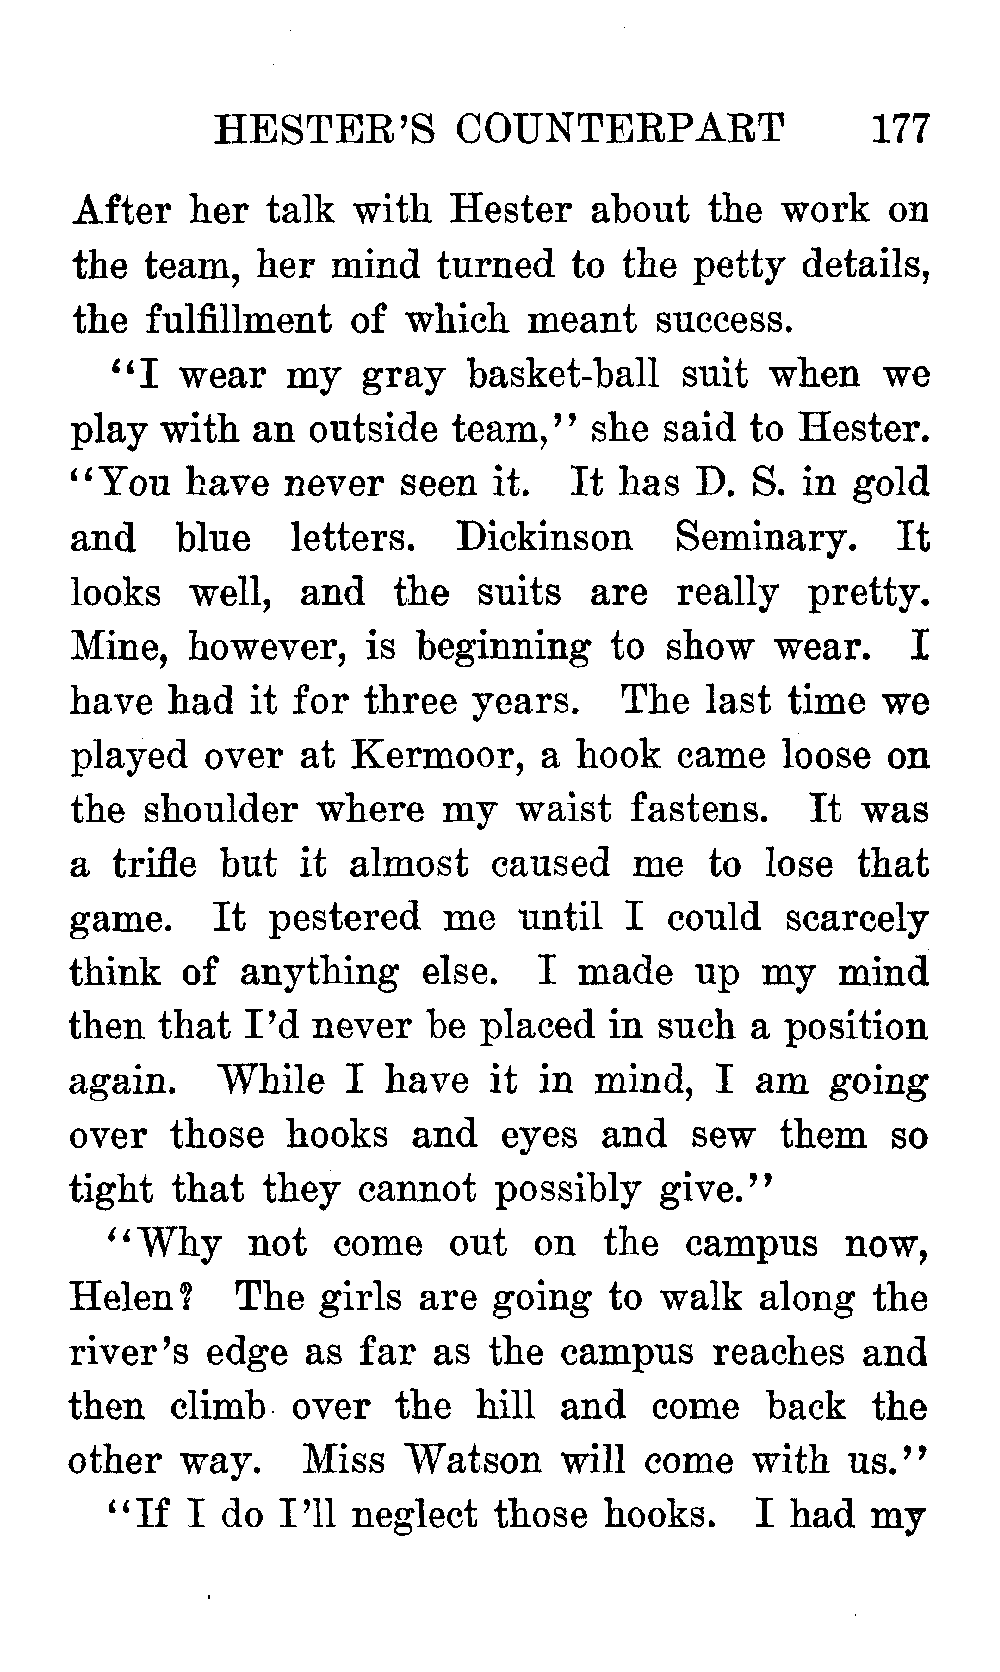 HESTER'S COUNTERPART 177
After her talk with Hester about the work on
the team, her mind turned to the petty details,
the fulfillment of which meant success.
"I wear my gray basket-ball suit when we
play with an outside team," she said to Hester.
"You have never seen it. It has D. S. in gold
and blue letters. Dickinson Seminary. It
looks well, and the suits are really pretty.
Mine, however, is beginning to show wear. I
have had it for three years. The last time we
played over at Kermoor, a hook came loose on
the shoulder where my waist fastens. It was
a trifle but it almost caused me to lose that
game. It pestered me until I could scarcely
think of anything else. I made up my mind
then that I'd never be placed in such a position
again. While I have it in mind, I am going
over those hooks and eyes and sew them so
tight that they cannot possibly give."
"Why not come out on the campus now,
Helen? The girls are going to walk along the
river's edge as far as the campus reaches and
then climb over the hill and come back the
other way. Miss Watson will come with us."
"If I do I'll neglect those hooks. I had my